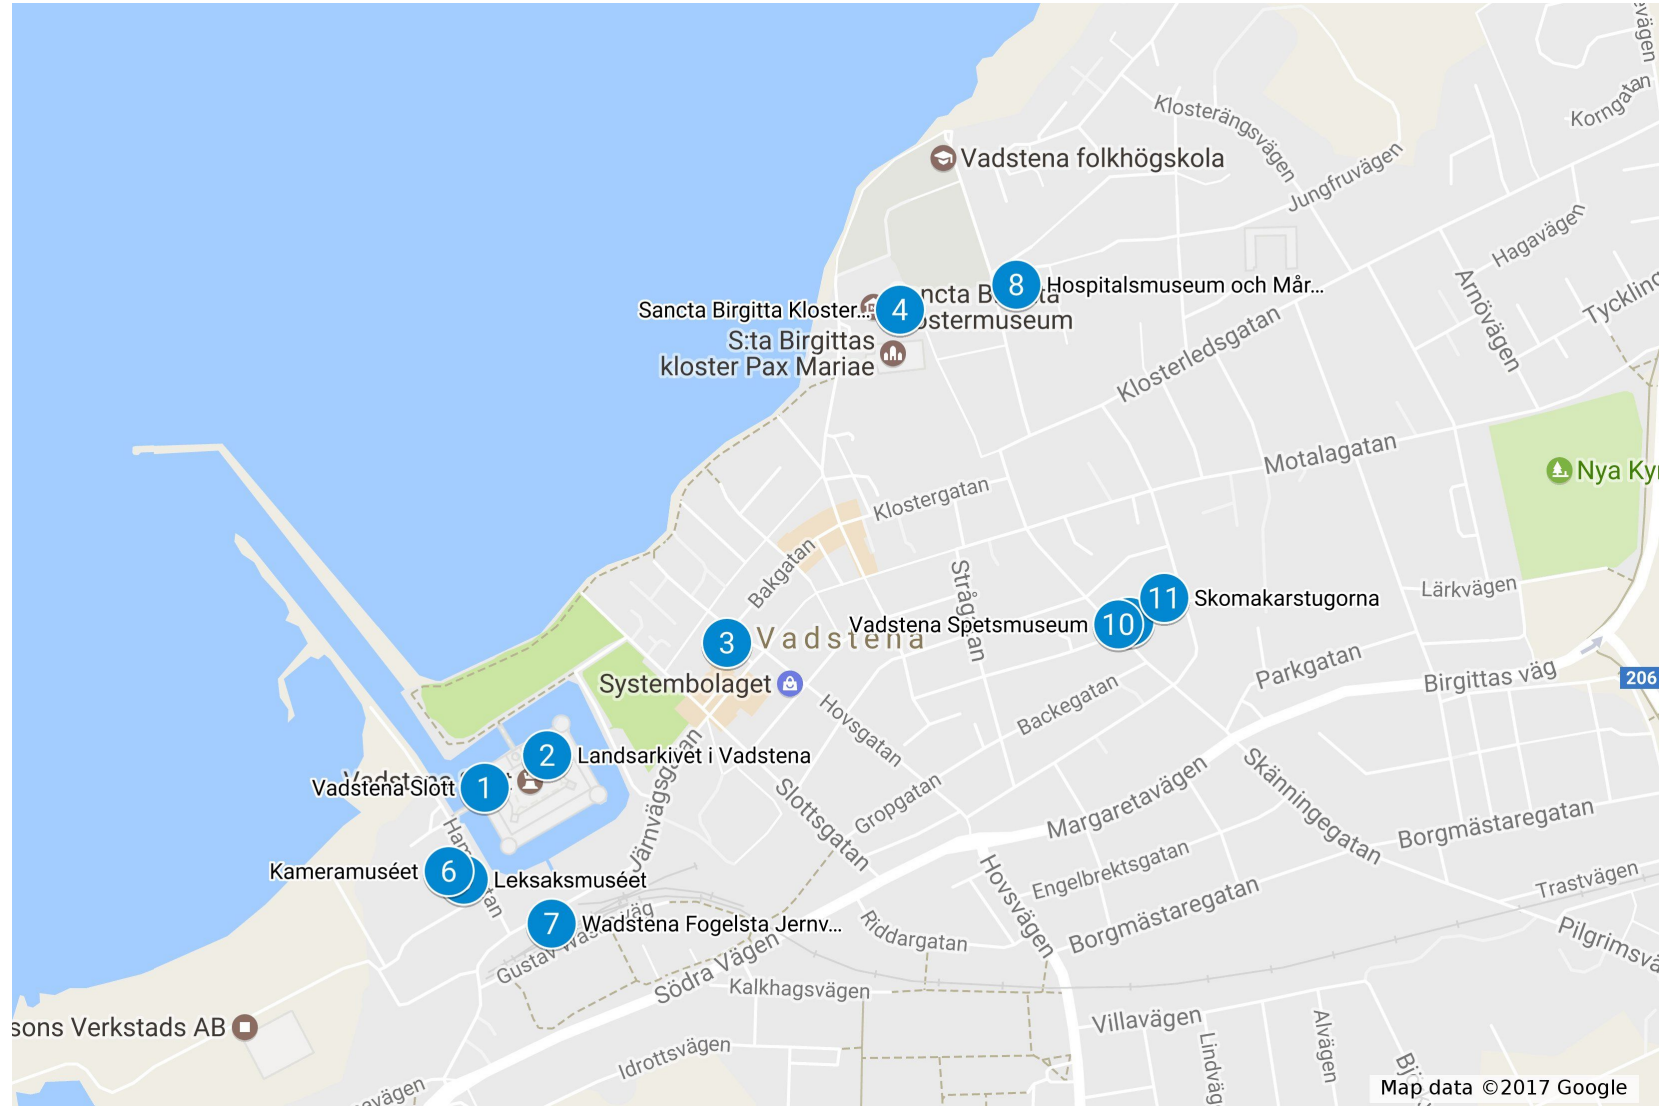 Korngatan
Klosterängsvägen
Vadstena folkhögskola
Jungfruvägen
Hagavägen
Arnövägen
8
Hospitalsmuseum och Mår...
4
Sancta Birgitta Kloster...
S:ta Birgittas
kloster Pax Mariae
Klosterledsgatan
Motalagatan
Nya Ky
Klostergatan
Bakgatan
Strågatan
Lärkvägen
11
Skomakarstugorna
10
Vadstena Spetsmuseum
3
Vadstena
Systembolaget
Parkgatan
Birgittas väg
206
Backegatan
Hovsgatan
2
Landsarkivet i Vadstena
1
Vadstena Slott
Järnvägsgatan
Slottsgatan
Gropgatan
Margaretavägen
Skänningegatan
Borgmästaregatan
6
Kameramuséet
Leksaksmuséet
Engelbrektsgatan
Hovsvägen
Trastvägen
7
Wadstena Fogelsta Jernv...
Borgmästaregatan
Riddargatan
Södra Vägen
Kalkhagsvägen
Villavägen
sons Verkstads AB
Idrottsvägen
Alvägen
Map data ©2017 Google